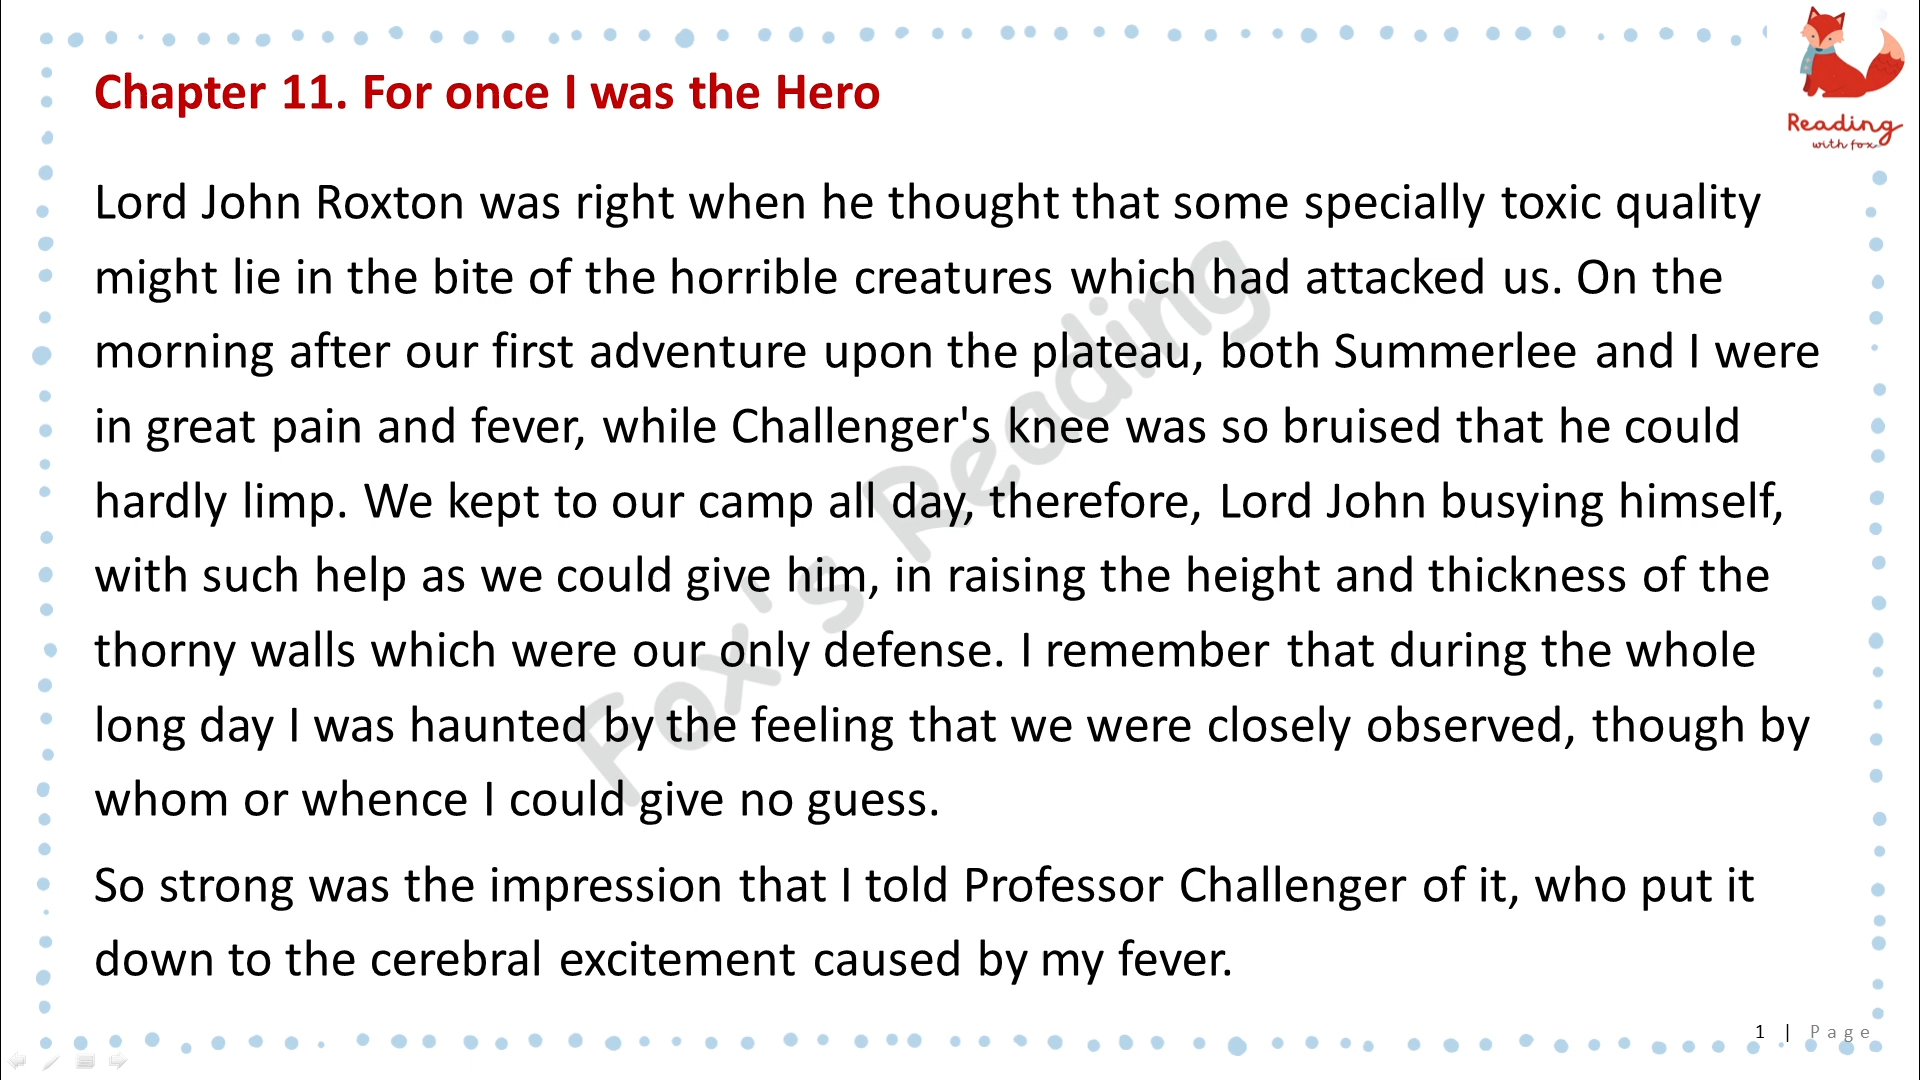 Chapter 11. For once I was the Hero
Reading
with fox
Lord John Roxton was right when he thought that some specially toxic quality
might lie in the bite of the horrible creatures which had attacked us. On the
morning after our first adventure upon the plateau, both Summerlee and I were
in great pain and fever, while Challenger's knee was so bruised that he could
hardly limp. We kept to our camp all day, therefore, Lord John busying himself,
with such help as we could give him, in raising the height and thickness of the
thorny walls which were our only defense. I remember that during the whole
long day I was haunted by the feeling that we were closely observed, though by
whom or whence I could give no guess.
So strong was the impression that I told Professor Challenger of it, who put it
down to the cerebral excitement caused by my fever.
Fox's Reading
1 | Page